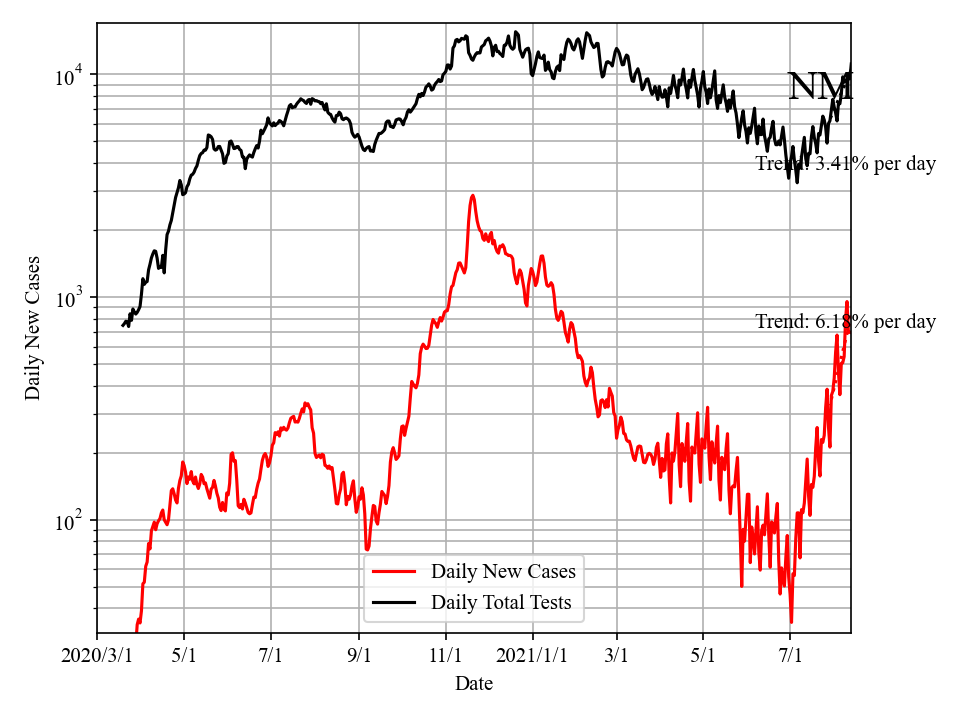 NM
10^4
Trend: 3.41% per day
10^3
Trend: 6.18% per day
10^2
Daily New Cases
Daily New Cases
Daily Total Tests
2020/3/1 5/1 7/1 9/1 11/1 2021/1/1 3/1 5/1 7/1
Date